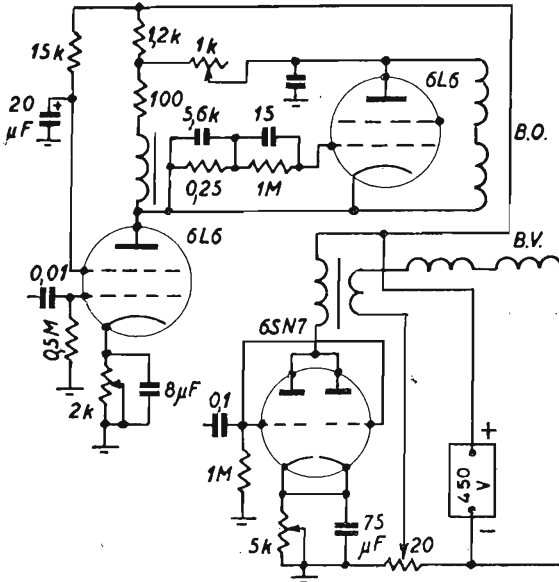 15k
1,2k
1k
6L6
20
μF
+
100
5,6k
15
0,25
1M
B.O.
6L6
0,01
0,5M
2k
8μF
B.V.
6SN7
0,1
1M
5k
75
μF
20
+
450
V
-